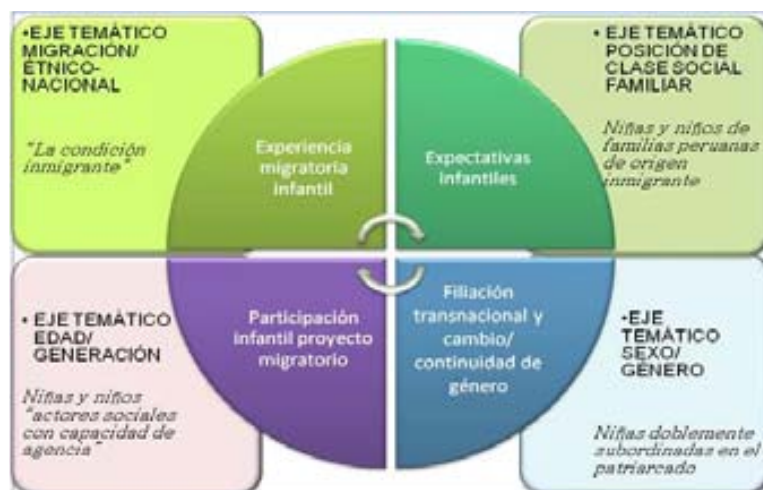 •EJE TEMÁTICO
MIGRACIÓN/
ÉTNICO-
NACIONAL
"La condición
inmigrante"
Experiencia
migratoria
infantil
Expectativas
infantiles
• EJE TEMÁTICO
POSICIÓN DE
CLASE SOCIAL
FAMILIAR
Niñas y niños de
familias peruanas
de origen
inmigrante
• EJE TEMÁTICO
EDAD/
GENERACIÓN
Niñas y niños
"actores sociales
con capacidad de
agencia"
Participación
infantil proyecto
migratorio
Filiación
transnacional y
cambio/
continuidad de
género
•EJE
TEMÁTICO
SEXO/
GÉNERO
Niñas doblemente
subordinadas en el
patriarcado